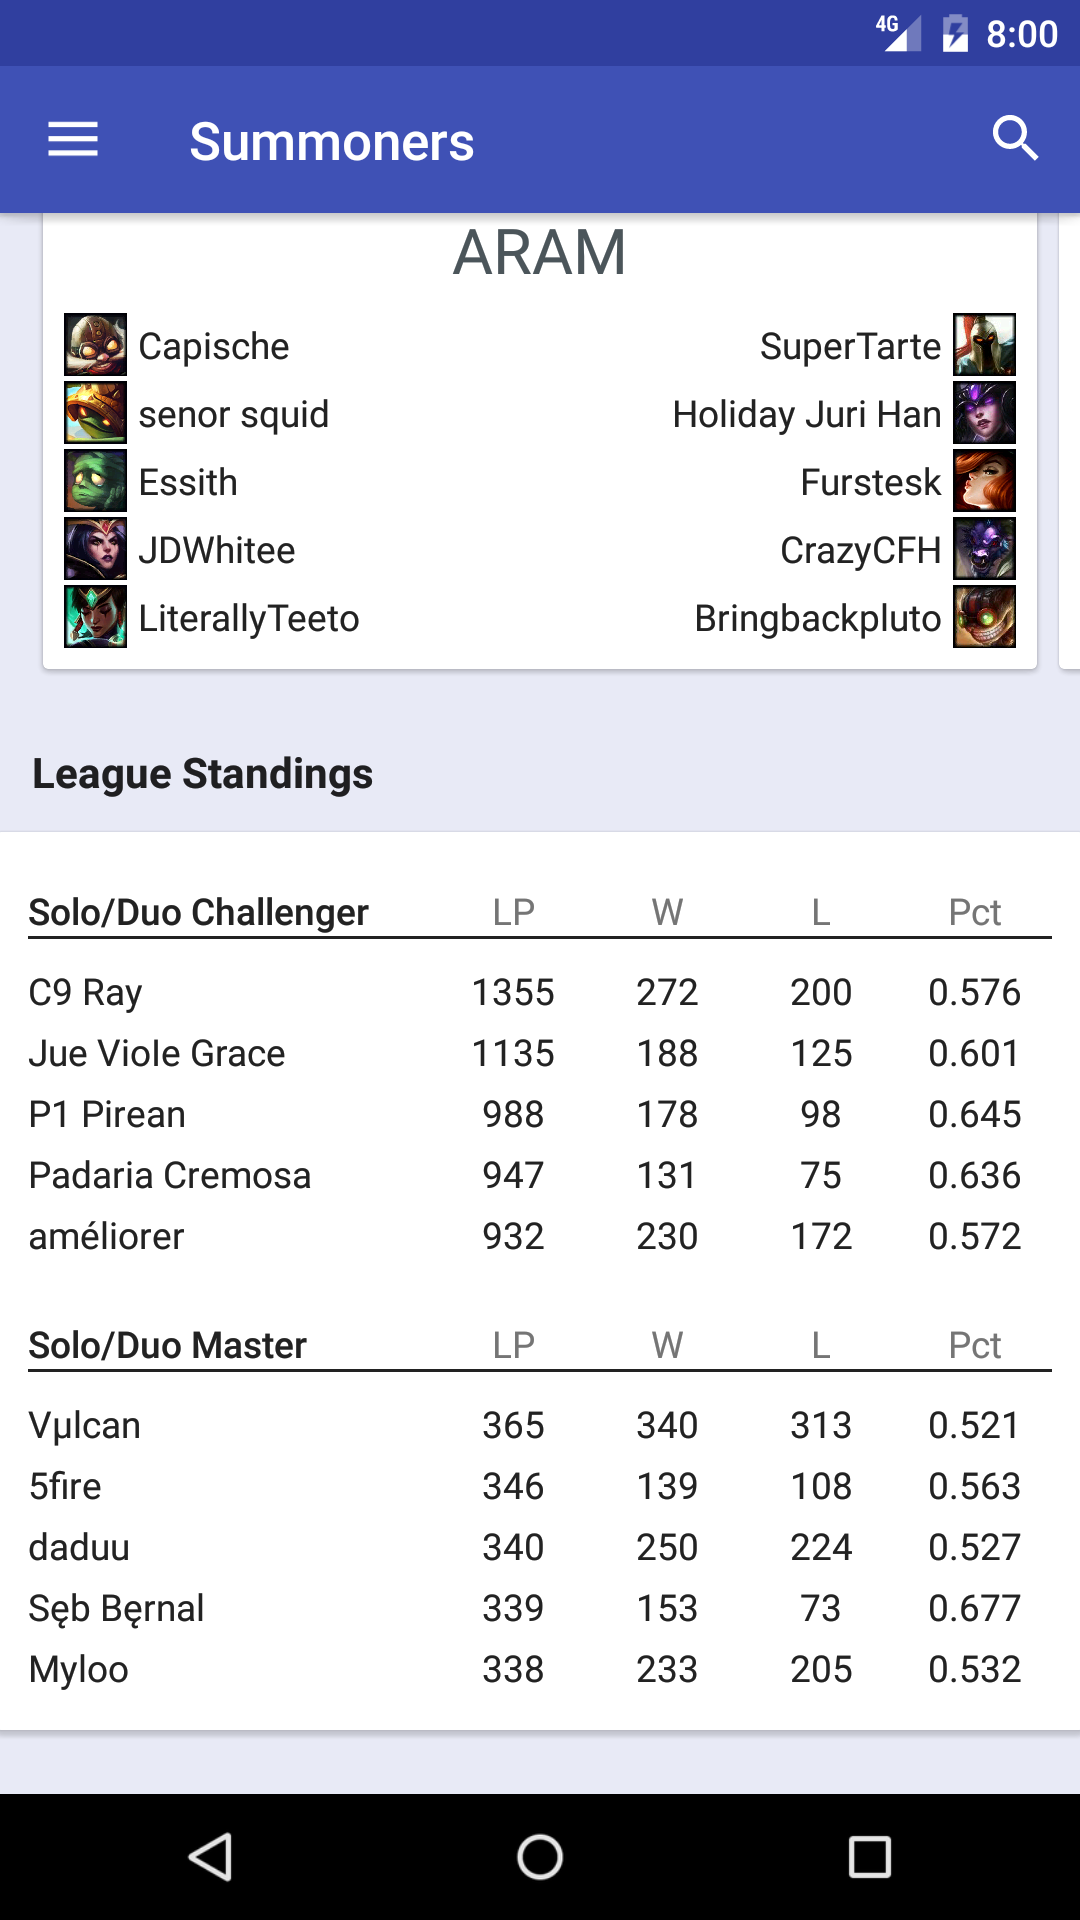 4G 8:00
Summoners
ARAM
Capische SuperTarte
senor squid Holiday Juri Han
Essith Furstesk
JDWhitee CrazyCFH
LiterallyTeeto Bringbackpluto
League Standings
Solo/Duo Challenger LP W L Pct
C9 Ray 1355 272 200 0.576
Jue Viole Grace 1135 188 125 0.601
P1 Pirean 988 178 98 0.645
Padaria Cremosa 947 131 75 0.636
améliorer 932 230 172 0.572
Solo/Duo Master LP W L Pct
Vμlcan 365 340 313 0.521
5fire 346 139 108 0.563
daduu 340 250 224 0.527
Sęb Bęrnal 339 153 73 0.677
Myloo 338 233 205 0.532